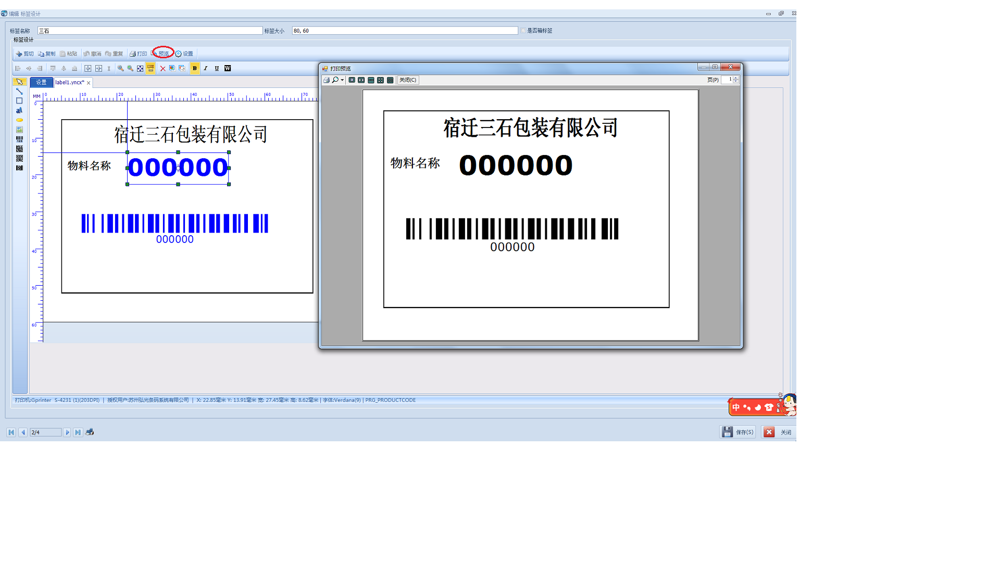 编辑 标签设计
标签名称 三石 标签大小 80, 60 是否箱标签
标签设计
剪切 复制 粘贴 撤消 重复 打印 预览 设置
B I U W
设置 label1.yncx*
MM 0 10 20 30 40 50 60 70
0
10
20
30
40
50
60
宿迁三石包装有限公司
物料名称 000000
000000
打印预览
关闭(C) 页(P) 1
宿迁三石包装有限公司
物料名称 000000
000000
打印机:Gprinter S-4231 (1)(203DPI) | 授权用户:苏州弘光条码系统有限公司 | X: 22.85毫米 Y: 13.91毫米 宽: 27.45毫米 高: 8.62毫米 | 字体:Verdana(9) | PRG_PRODUCTCODE
中
2/4 保存(S) 关闭